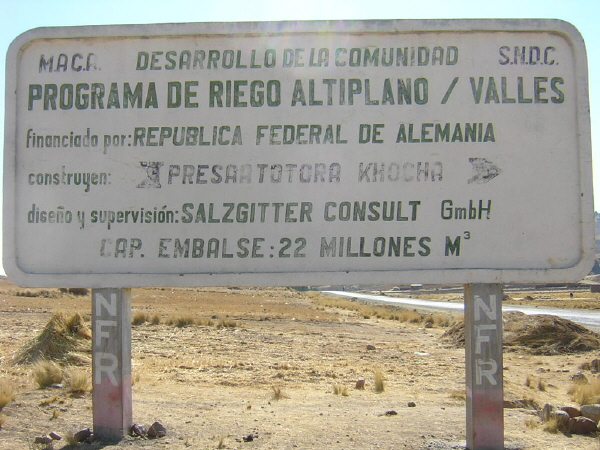 M.A.C.A. DESARROLLO DE LA COMUNIDAD S.N.D.C.
PROGRAMA DE RIEGO ALTIPLANO / VALLES
financiado por: REPUBLICA FEDERAL DE ALEMANIA
construyen: PRESA TOTORA KHOCHA
diseño y supervisión: SALZGITTER CONSULT GmbH
CAP. EMBALSE: 22 MILLONES M³
NFR NFR